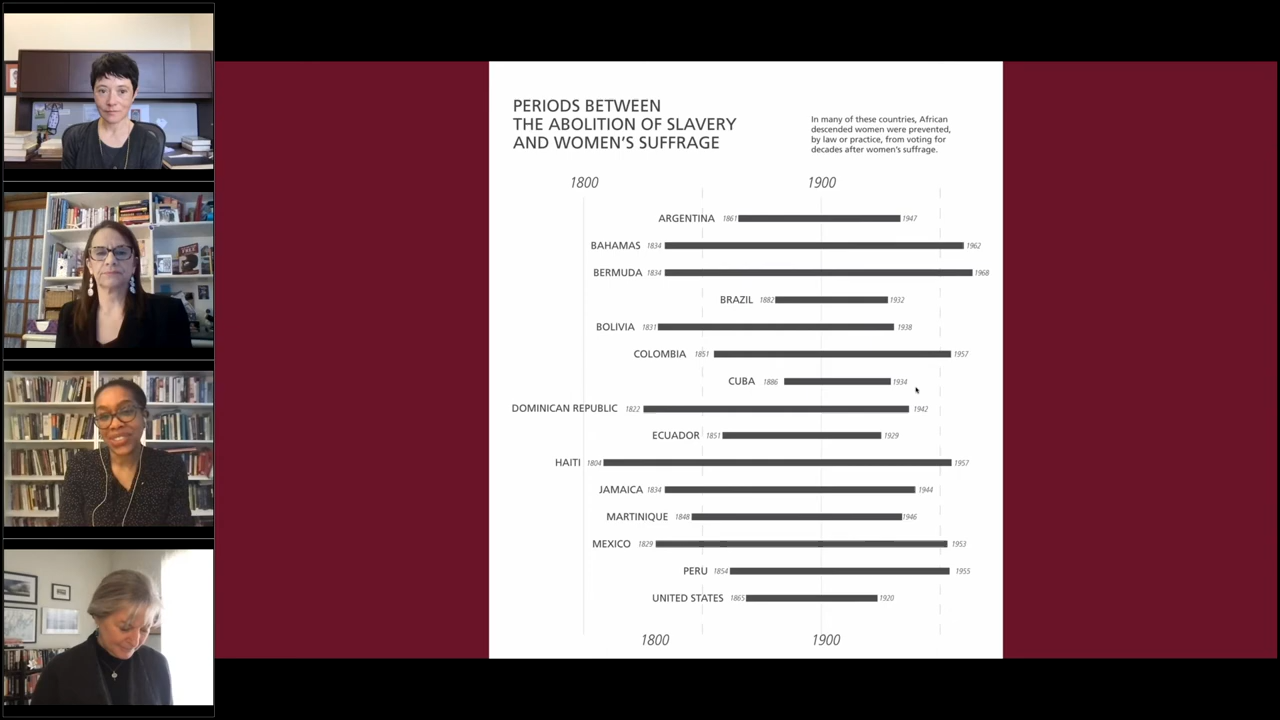 PERIODS BETWEEN
THE ABOLITION OF SLAVERY
AND WOMEN'S SUFFRAGE
In many of these countries, African
descended women were prevented,
by law or practice, from voting for
decades after women's suffrage.
1800 1900
ARGENTINA 1861 1947
BAHAMAS 1834 1962
BERMUDA 1834 1968
BRAZIL 1882 1932
BOLIVIA 1831 1938
COLOMBIA 1851 1957
CUBA 1886 1934
DOMINICAN REPUBLIC 1822 1942
ECUADOR 1851 1929
HAITI 1804 1957
JAMAICA 1834 1944
MARTINIQUE 1848 1946
MEXICO 1829 1953
PERU 1854 1955
UNITED STATES 1865 1920
1800 1900